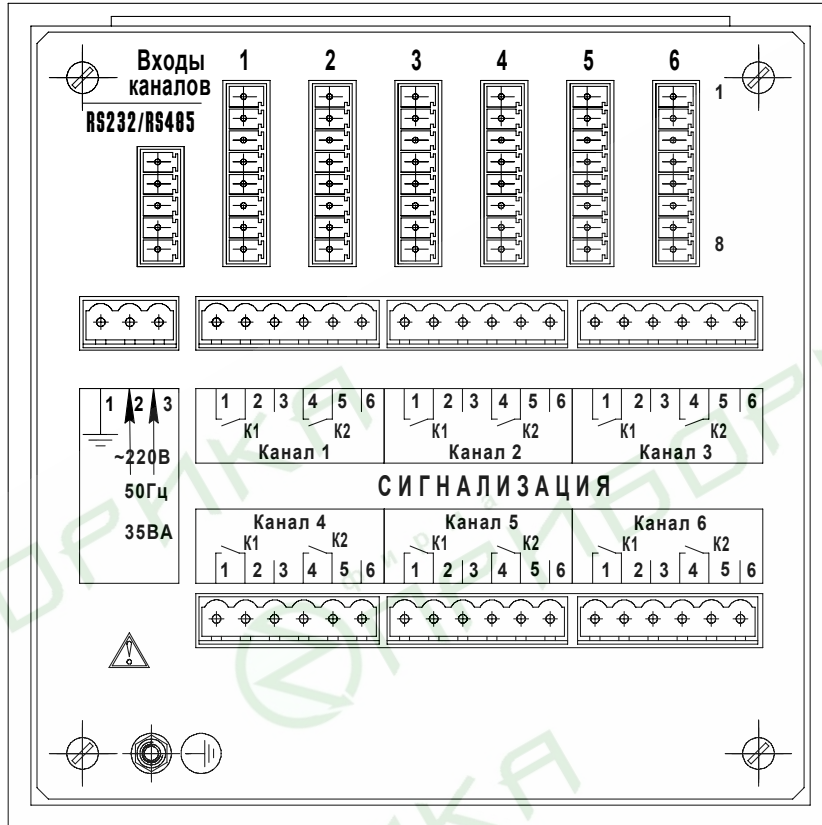 Входы 1 2 3 4 5 6
каналов
1
RS232/RS485
8
1 2 3
1 2 3 4 5 6 1 2 3 4 5 6 1 2 3 4 5 6
K1 K2 K1 K2 K1 K2
Канал 1 Канал 2 Канал 3
~220В
50Гц
35ВА
СИГНАЛИЗАЦИЯ
Канал 4 Канал 5 Канал 6
K1 K2 K1 K2 K1 K2
1 2 3 4 5 6 1 2 3 4 5 6 1 2 3 4 5 6
фирма
ПРИБОРИКА